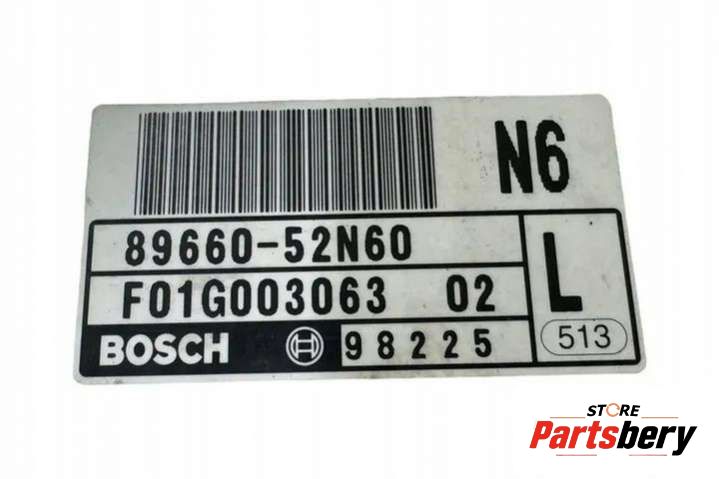 N6
89660-52N60
F01G003063 02
L
BOSCH 98225
513
STORE
Partsbery